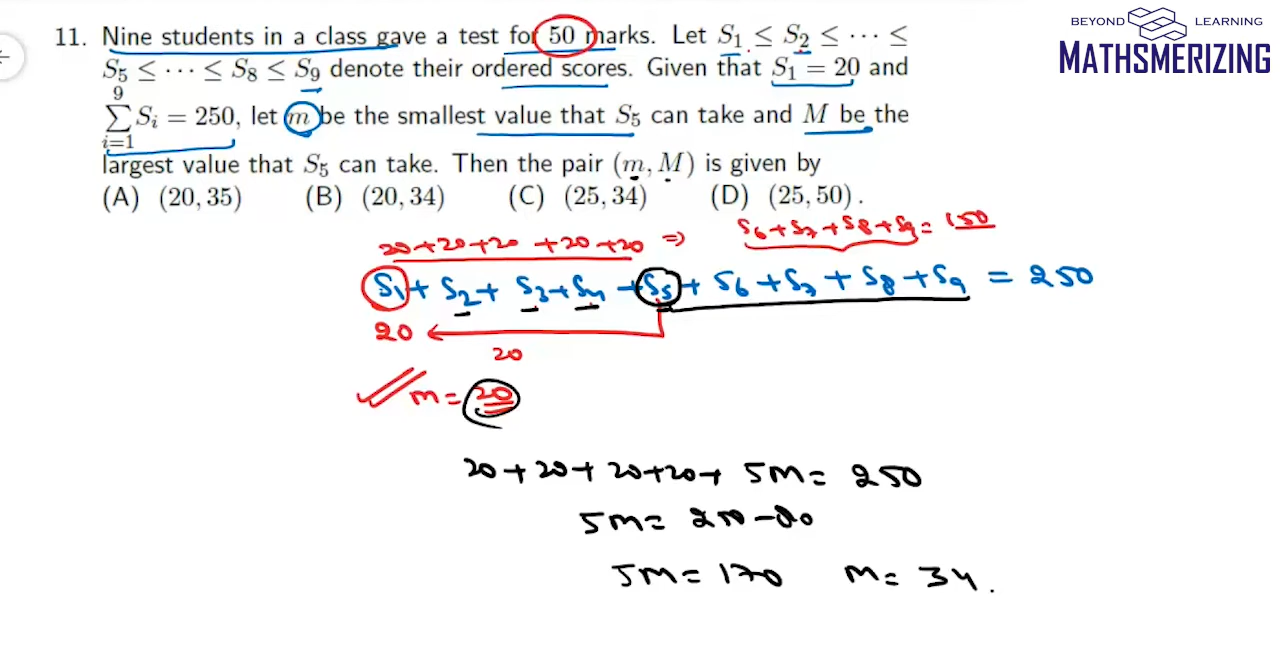 BEYOND LEARNING
MATHSMERIZING
11. Nine students in a class gave a test for 50 marks. Let S₁ ≤ S₂ ≤ ··· ≤
S₅ ≤ ··· ≤ S₈ ≤ S₉ denote their ordered scores. Given that S₁ = 20 and
9
∑ Sᵢ = 250, let m be the smallest value that S₅ can take and M be the
i=1
largest value that S₅ can take. Then the pair (m, M) is given by
(A) (20, 35) (B) (20, 34) (C) (25, 34) (D) (25, 50).
20+20+20 +20+20 ⇒ S₆+S₇+S₈+S₉ = 150
S₁ + S₂ + S₃ + S₄ + S₅ + S₆ + S₇ + S₈ + S₉ = 250
20
20
m = 20
20 + 20 + 20 + 20 + 5M = 250
5M = 250 - 80
5M = 170 M = 34.